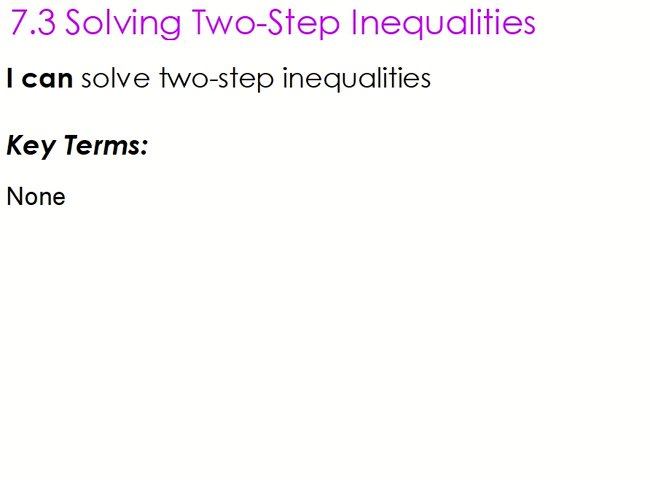 7.3 Solving Two-Step Inequalities
I can solve two-step inequalities
Key Terms:
None